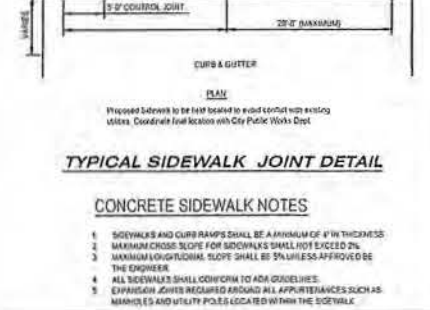 5'-0" CONTROL JOINT
20'-0" (MAXIMUM)
VARIES
CURB & GUTTER
PLAN
Proposed Sidewalk to be field located to avoid conflict with existing
utilities. Coordinate final location with City Public Works Dept.
TYPICAL SIDEWALK JOINT DETAIL
CONCRETE SIDEWALK NOTES
1 SIDEWALKS AND CURB RAMPS SHALL BE A MINIMUM OF 4" IN THICKNESS
2 MAXIMUM CROSS SLOPE FOR SIDEWALKS SHALL NOT EXCEED 2%
3 MAXIMUM LONGITUDINAL SLOPE SHALL BE 5% UNLESS APPROVED BE
THE ENGINEER.
4 ALL SIDEWALKS SHALL CONFORM TO ADA GUIDELINES.
5 EXPANSION JOINTS REQUIRED AROUND ALL APPURTENANCES SUCH AS
MANHOLES AND UTILITY POLES LOCATED WITHIN THE SIDEWALK